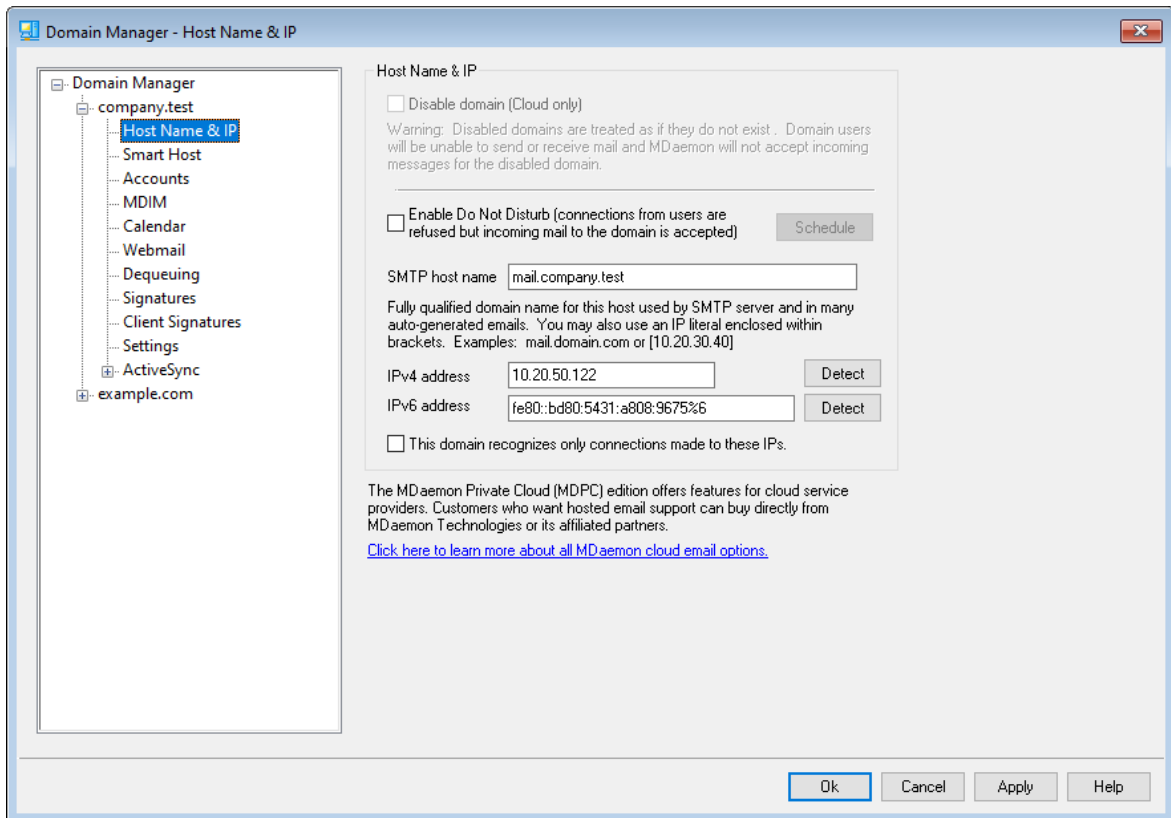 Domain Manager - Host Name & IP
Domain Manager
company.test
Host Name & IP
Smart Host
Accounts
MDIM
Calendar
Webmail
Dequeuing
Signatures
Client Signatures
Settings
ActiveSync
example.com
Host Name & IP
Disable domain (Cloud only)
Warning:  Disabled domains are treated as if they do not exist .  Domain users
will be unable to send or receive mail and MDaemon will not accept incoming
messages for the disabled domain.
Enable Do Not Disturb (connections from users are
refused but incoming mail to the domain is accepted)
Schedule
SMTP host name mail.company.test
Fully qualified domain name for this host used by SMTP server and in many
auto-generated emails.  You may also use an IP literal enclosed within
brackets.  Examples:  mail.domain.com or [10.20.30.40]
IPv4 address 10.20.50.122 Detect
IPv6 address fe80::bd80:5431:a808:9675%6 Detect
This domain recognizes only connections made to these IPs.
The MDaemon Private Cloud (MDPC) edition offers features for cloud service
providers. Customers who want hosted email support can buy directly from
MDaemon Technologies or its affiliated partners.
Click here to learn more about all MDaemon cloud email options.
Ok Cancel Apply Help